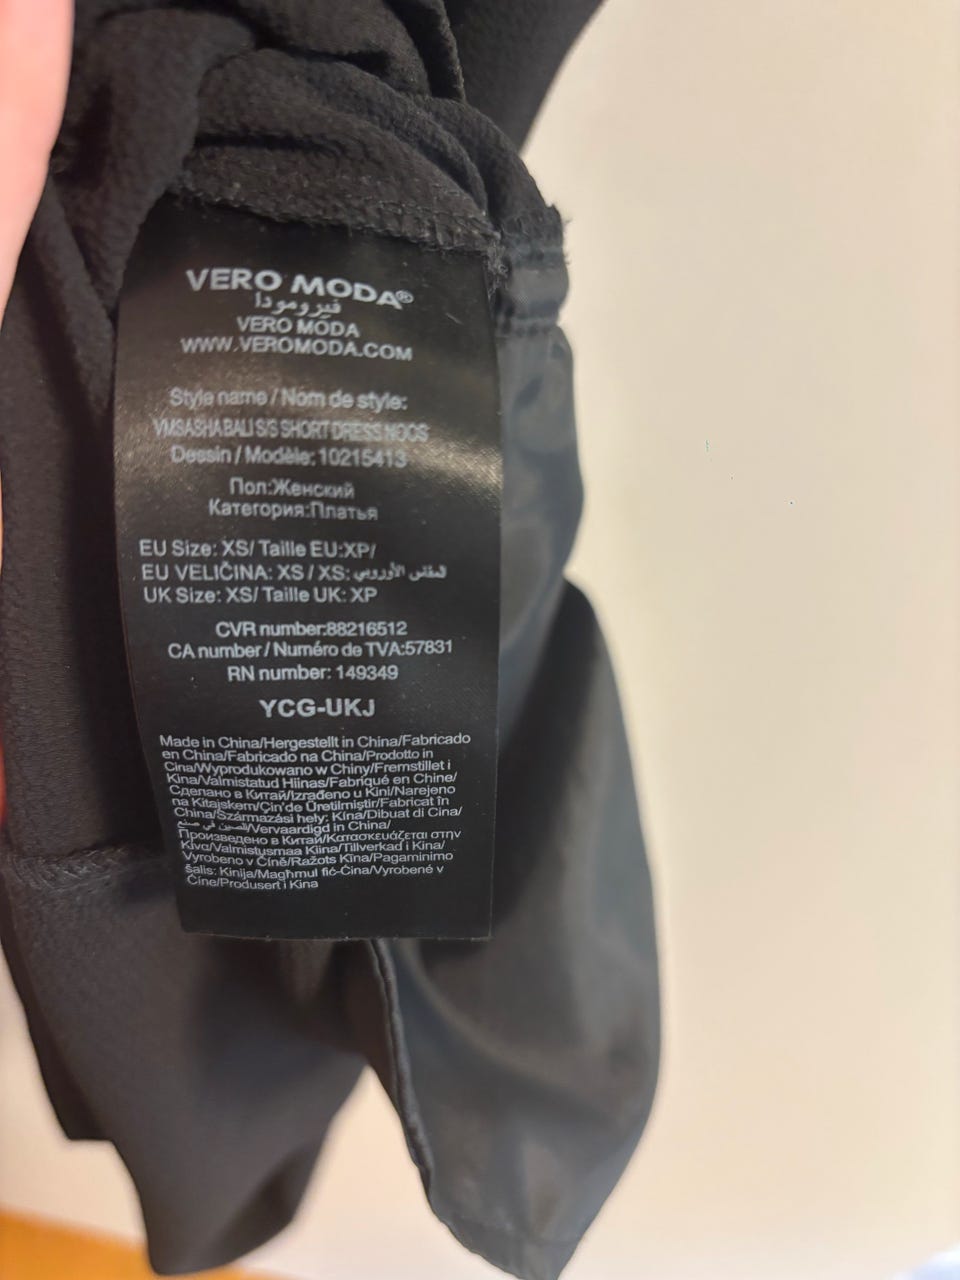 VERO MODA®
فيرومودا
VERO MODA
WWW.VEROMODA.COM
Style name / Nom de style:
VMSASHA BALI S/S SHORT DRESS NOOS
Dessin / Modèle: 10215413
Пол:Женский
Категория:Платья
EU Size: XS/ Taille EU:XP/
EU VELIČINA: XS / XS: المقاس الأوروبي
UK Size: XS/ Taille UK: XP
CVR number:88216512
CA number / Numéro de TVA:57831
RN number: 149349
YCG-UKJ
Made in China/Hergestellt in China/Fabricado
en China/Fabricado na China/Prodotto in
Cina/Wyprodukowano w Chiny/Fremstillet i
Kina/Valmistatud Hiinas/Fabriqué en Chine/
Сделано в Китай/Izrađeno u Kini/Narejeno
na Kitajskem/Çin'de Üretilmiştir/Fabricat în
China/Származási hely: Kína/Dibuat di Cina/
الصين في صنع/Vervaardigd in China/
Произведено в Китай/Κατασκευάζεται στην
Κίνα/Valmistusmaa Kiina/Tillverkad i Kina/
Vyrobeno v Číně/Ražots Ķīna/Pagaminimo
šalis: Kinija/Magħmul fiċ-Ċina/Vyrobené v
Číne/Produsert i Kina